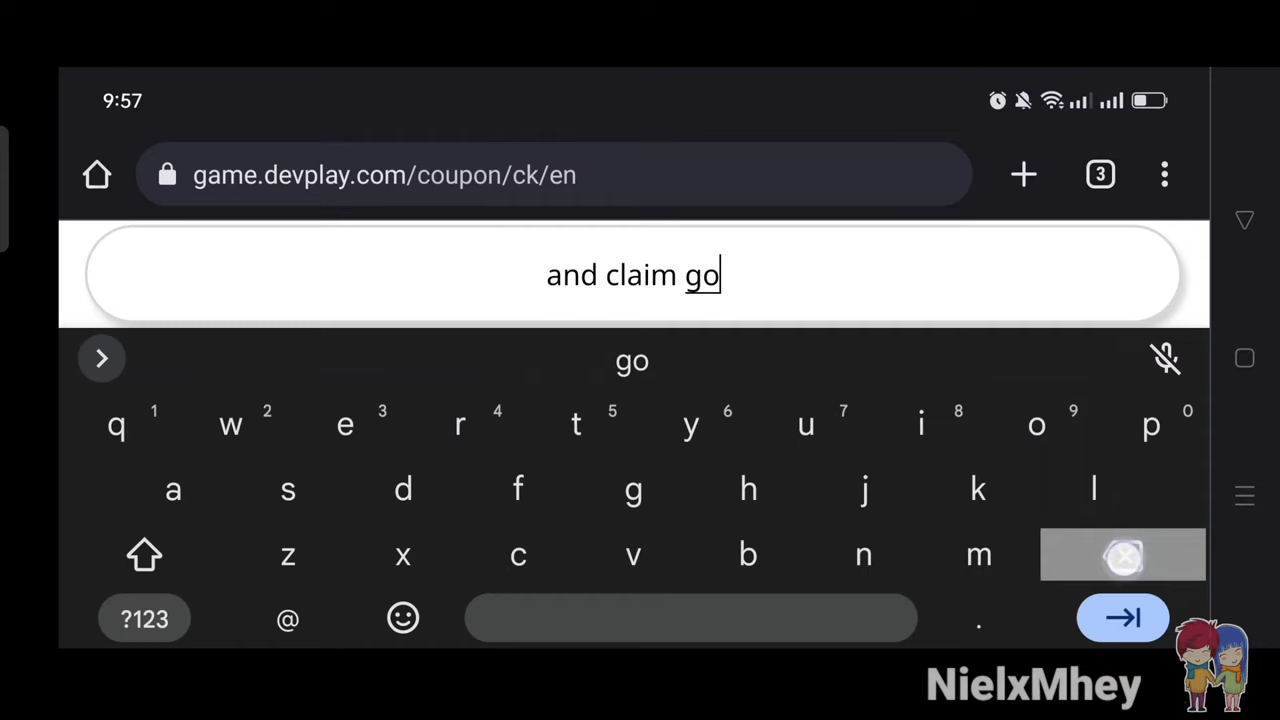 9:57
game.devplay.com/coupon/ck/en
3
and claim go
go
q 1 w 2 e 3 r 4 t 5 y 6 u 7 i 8 o 9 p 0
a s d f g h j k l
z x c v b n m
?123 @ .
NielxMhey